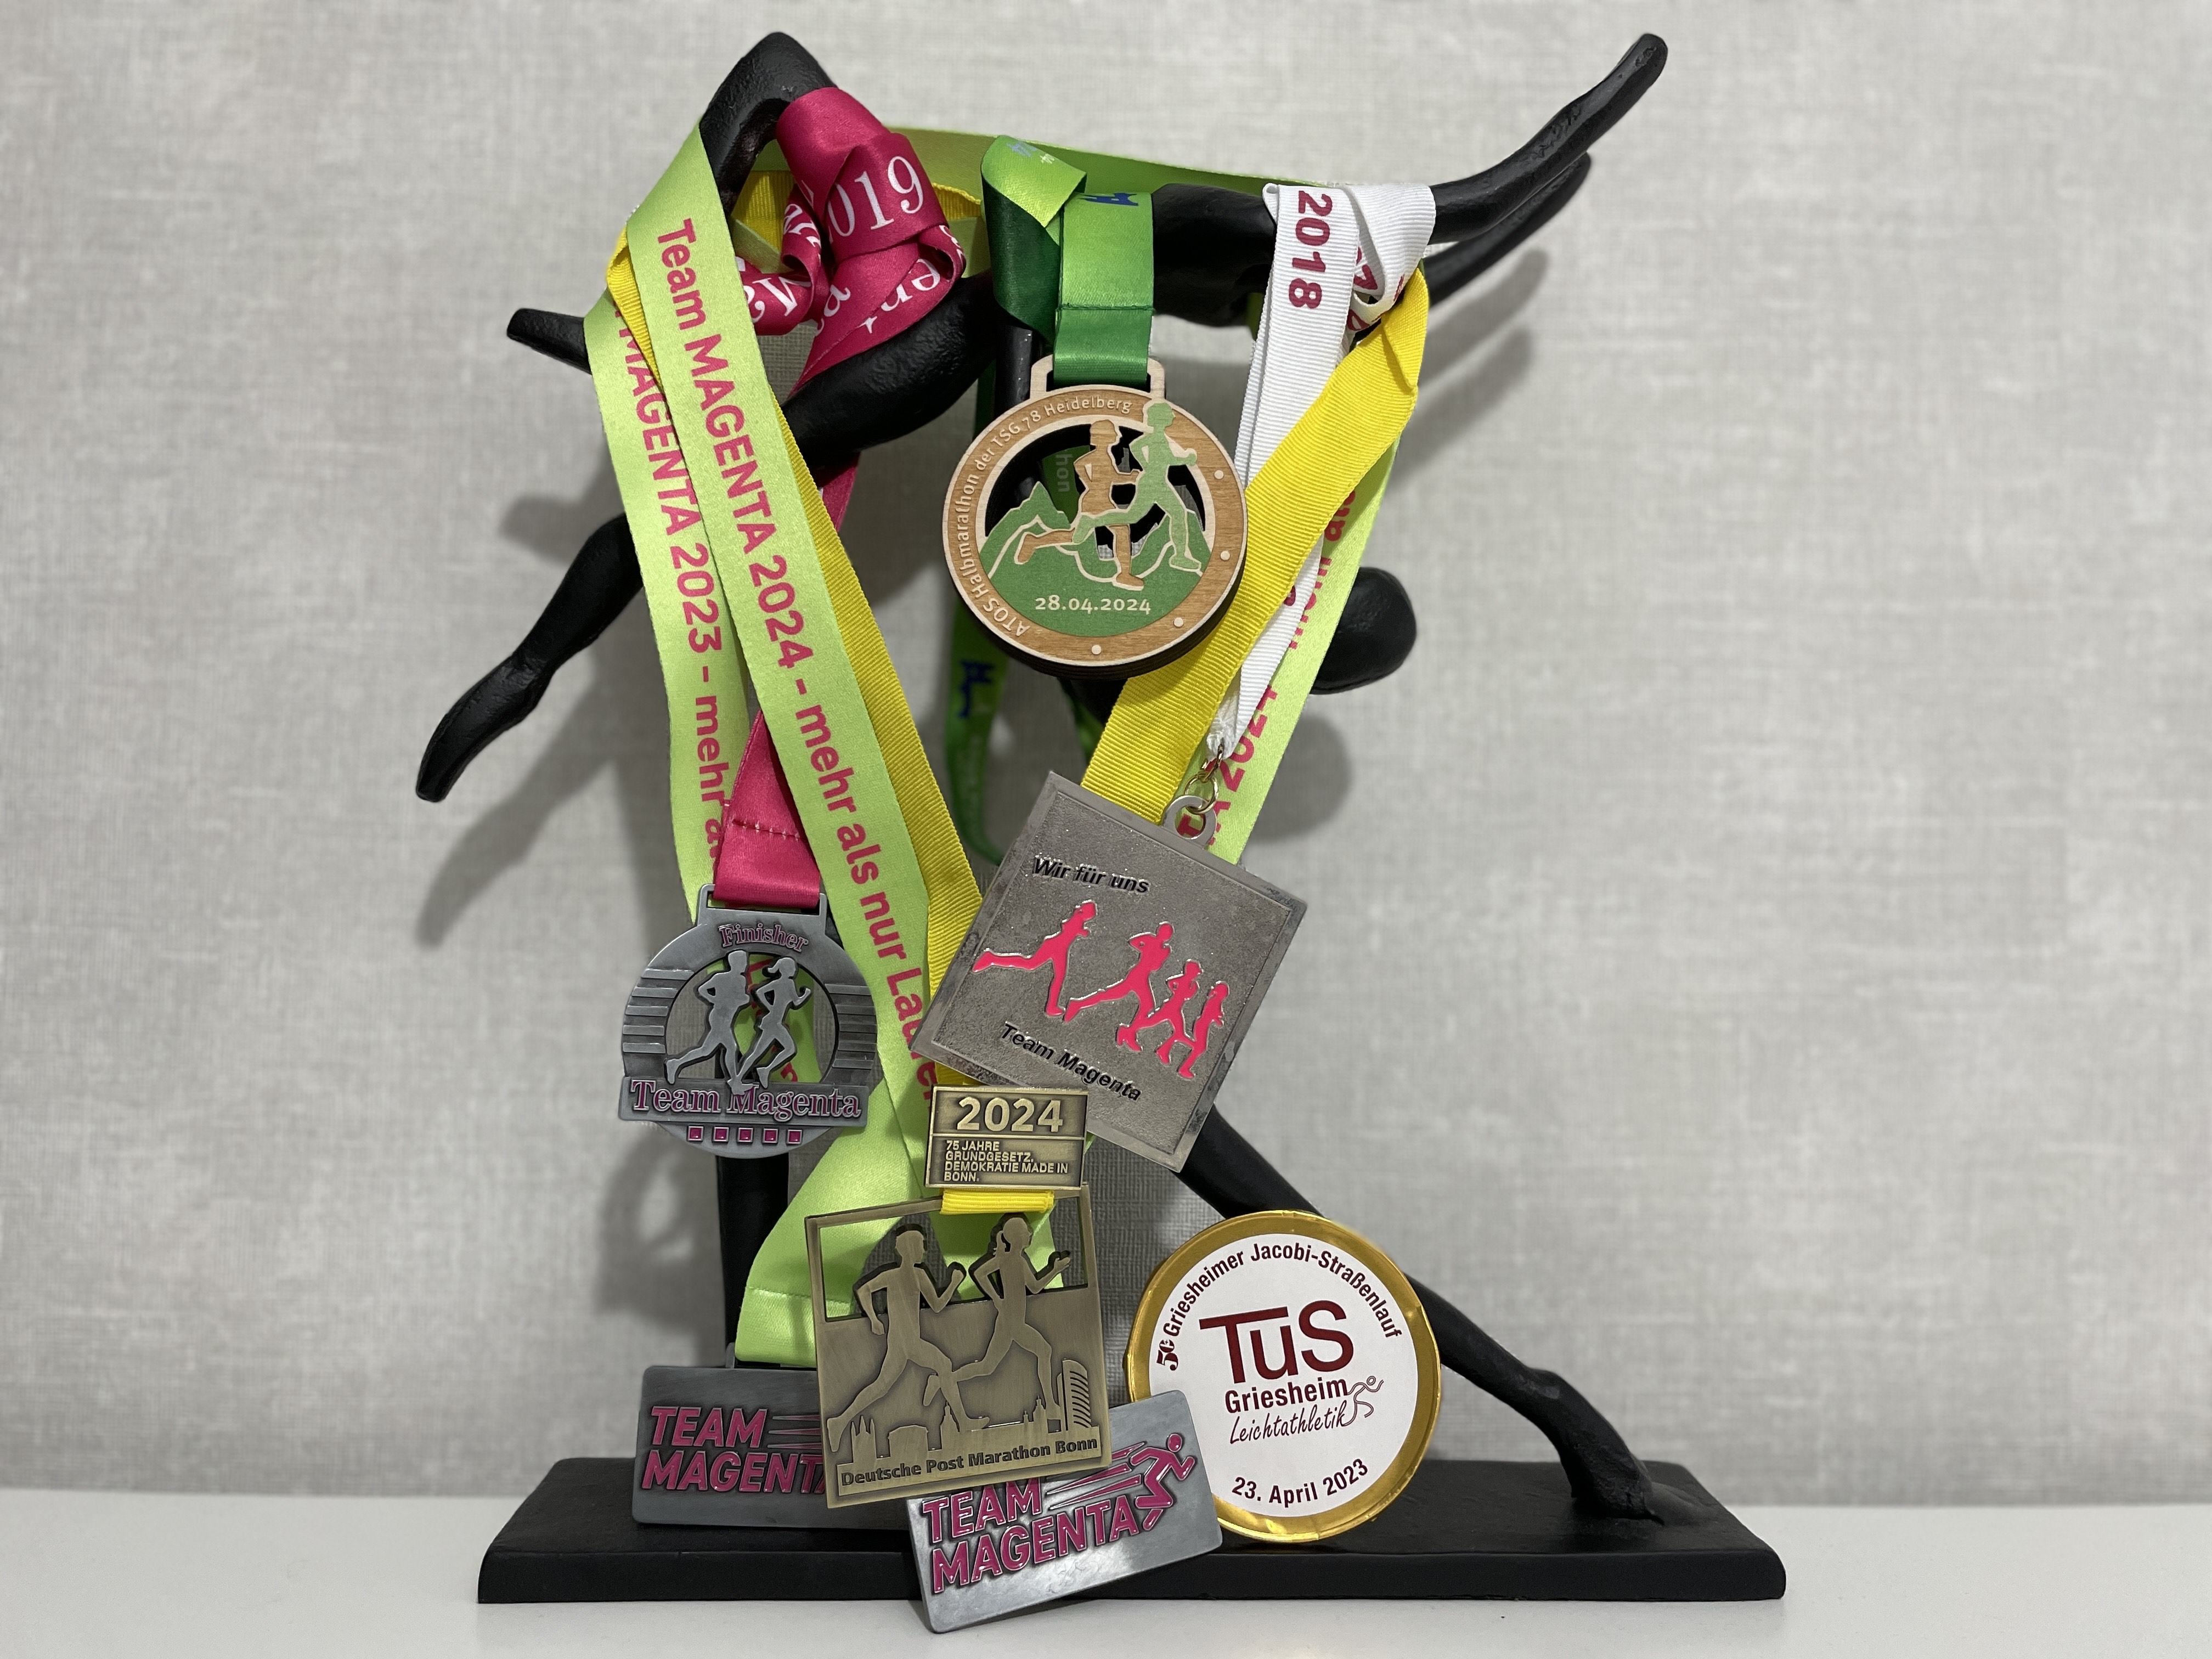 2019
2018
Team MAGENTA 2024 - mehr als nur Laufen
MAGENTA 2023 - mehr
ATOS Halbmarathon der TSG 78 Heidelberg
28.04.2024
Wir für uns
Team Magenta
Finisher
Team Magenta
2024
75 JAHRE
GRUNDGESETZ.
DEMOKRATIE MADE IN
BONN.
Deutsche Post Marathon Bonn
TEAM
MAGENTA
TEAM
MAGENTA
50. Griesheimer Jacobi-Straßenlauf
TuS
Griesheim
Leichtathletik
23. April 2023